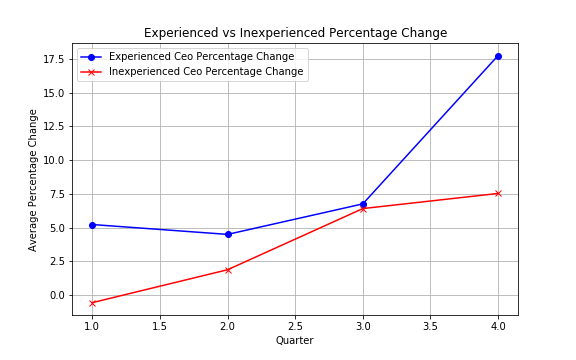 Experienced vs Inexperienced Percentage Change
Experienced Ceo Percentage Change
Inexperienced Ceo Percentage Change
Average Percentage Change
17.5
15.0
12.5
10.0
7.5
5.0
2.5
0.0
1.0 1.5 2.0 2.5 3.0 3.5 4.0
Quarter